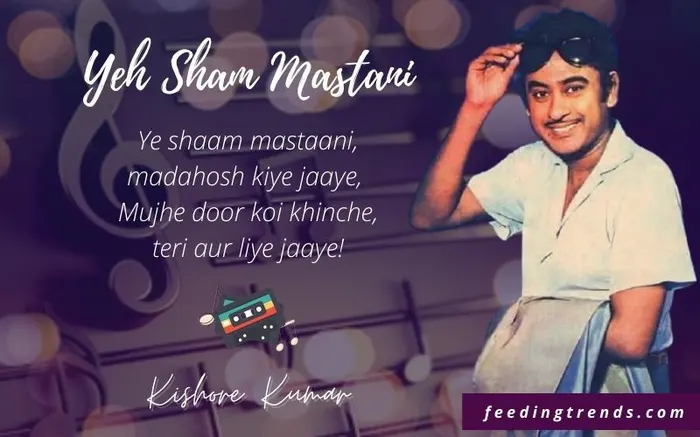 Yeh Sham Mastani
Ye shaam mastaani,
madahosh kiye jaaye,
Mujhe door koi khinche,
teri aur liye jaaye!
Kishore Kumar
feedingtrends.com